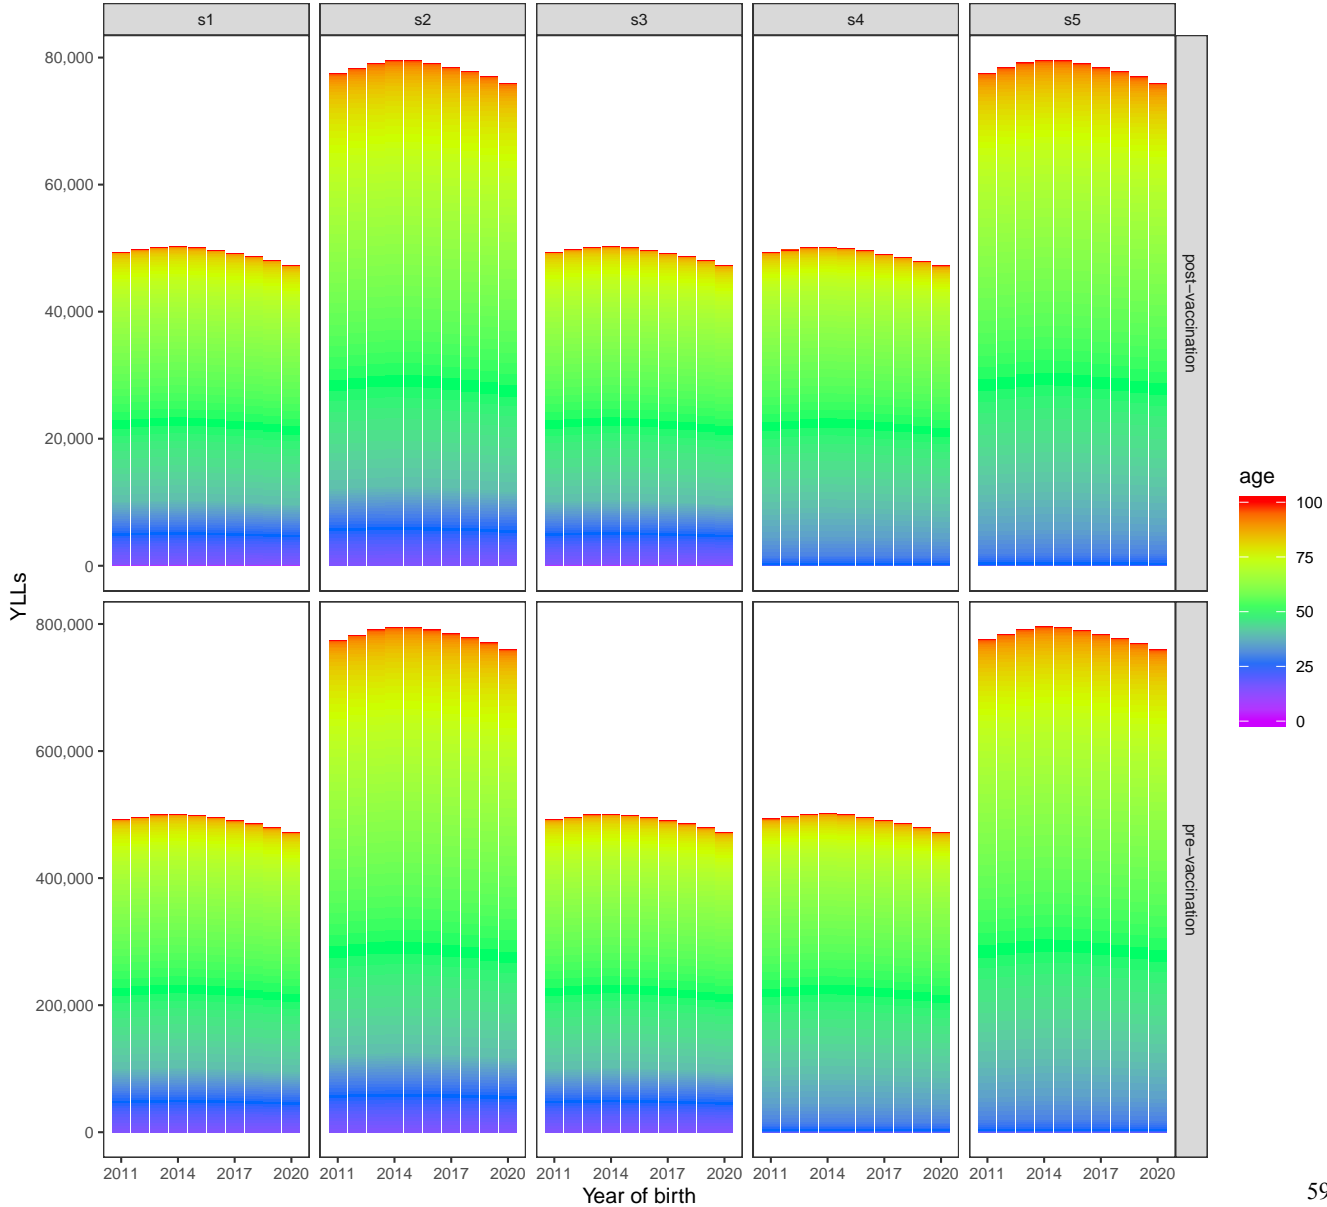 s1 s2 s3 s4 s5
80,000
60,000
40,000
20,000
0
post−vaccination
YLLs
800,000
600,000
400,000
200,000
0
pre−vaccination
2011 2014 2017 2020 2011 2014 2017 2020 2011 2014 2017 2020 2011 2014 2017 2020 2011 2014 2017 2020
Year of birth
age
100
75
50
25
0
59